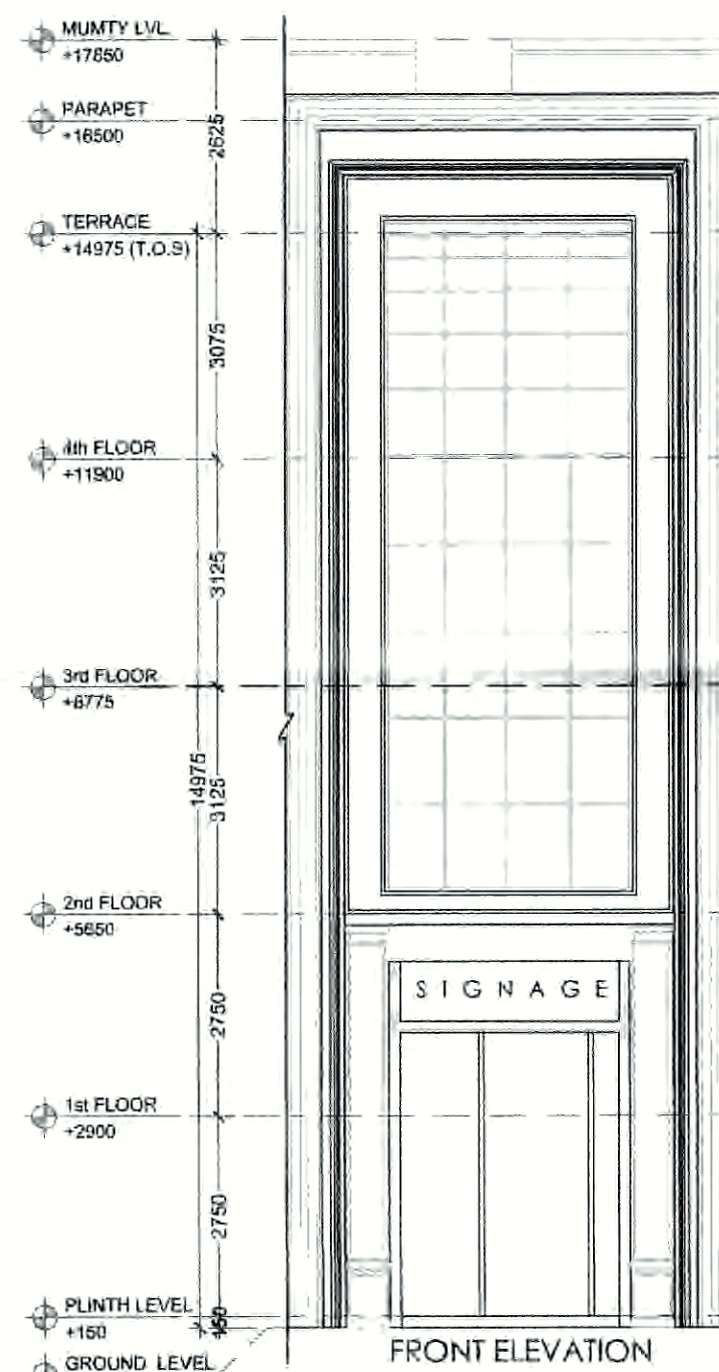 MUMTY LVL
+17850
PARAPET
+16500
2625
TERRACE
+14975 (T.O.S)
3075
4th FLOOR
+11900
3125
3rd FLOOR
+8775
14975
3125
2nd FLOOR
+5650
SIGNAGE
2750
1st FLOOR
+2900
2750
PLINTH LEVEL
+150
150
FRONT ELEVATION
GROUND LEVEL